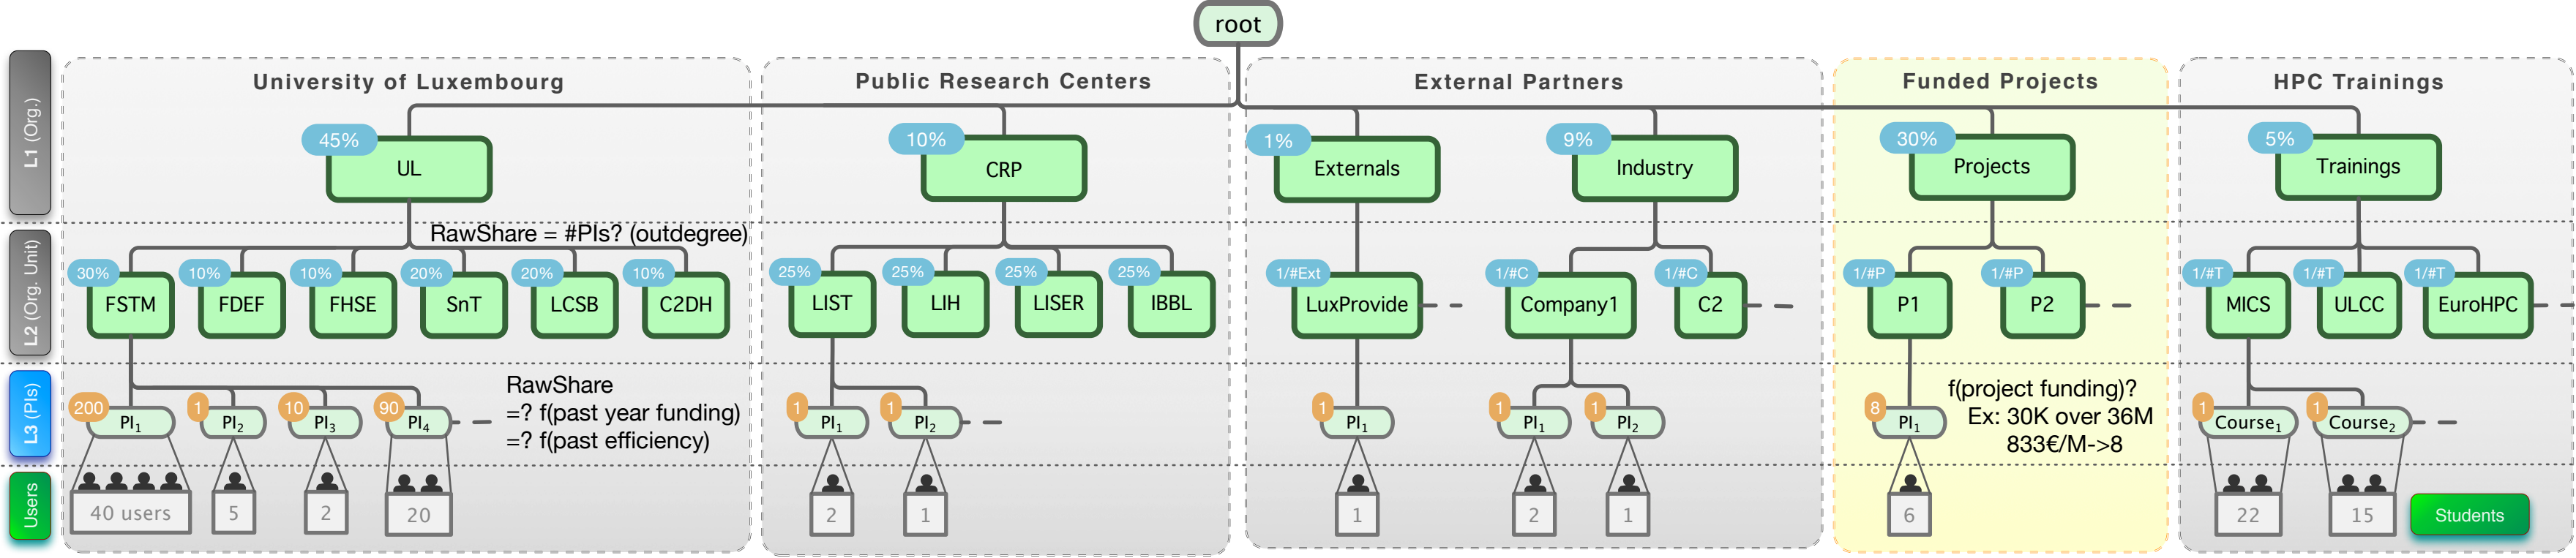 root
University of Luxembourg
Public Research Centers
External Partners
Funded Projects
HPC Trainings
L1 (Org.)
45%
UL
10%
CRP
1%
Externals
9%
Industry
30%
Projects
5%
Trainings
L2 (Org. Unit)
RawShare = #PIs? (outdegree)
30%
FSTM
10%
FDEF
10%
FHSE
20%
SnT
20%
LCSB
10%
C2DH
25%
LIST
25%
LIH
25%
LISER
25%
IBBL
1/#Ext
LuxProvide
1/#C
Company1
1/#C
C2
1/#P
P1
1/#P
P2
1/#T
MICS
1/#T
ULCC
1/#T
EuroHPC
L3 (PIs)
200
PI₁
1
PI₂
10
PI₃
90
PI₄
RawShare
=? f(past year funding)
=? f(past efficiency)
1
PI₁
1
PI₂
1
PI₁
1
PI₁
1
PI₂
8
PI₁
f(project funding)?
Ex: 30K over 36M
833€/M->8
1
Course₁
1
Course₂
Users
40 users
5
2
20
2
1
1
2
1
6
22
15
Students